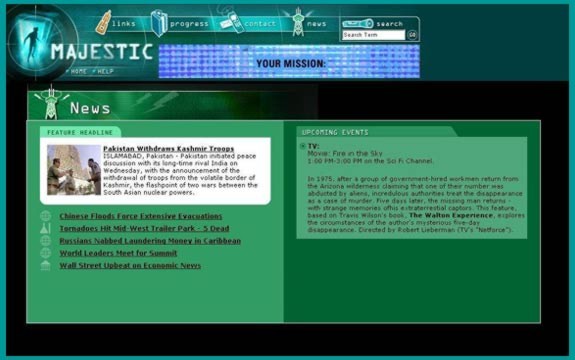 links
progress
contact
news
search
Search Term
GO
MAJESTIC
HOME
HELP
YOUR MISSION:
News
FEATURE HEADLINE
Pakistan Withdraws Kashmir Troops
ISLAMABAD, Pakistan - Pakistan initiated peace
discussion with its long-time rival India on
Wednesday, with the announcement of the
withdrawal of troops from the volatile border of
Kashmir, the flashpoint of two wars between the
South Asian nuclear powers.
Chinese Floods Force Extensive Evacuations
Tornadoes Hit Mid-West Trailer Park - 5 Dead
Russians Nabbed Laundering Money in Caribbean
World Leaders Meet for Summit
Wall Street Upbeat on Economic News
UPCOMING EVENTS
TV:
Movie: Fire in the Sky
1:00 PM-3:00 PM on the Sci Fi Channel.
In 1975, after a group of government-hired workmen return from
the Arizona wilderness claiming that one of their number was
abducted by aliens, incredulous authorities treat the disappearance
as a case of murder. Five days later, the missing man returns -
with strange memories ofhis extraterrestial captors. This feature,
based on Travis Wilson's book, The Walton Experience, explores
the circumstances of the author's mysterious five-day
disappearance. Directed by Robert Lieberman (TV's "Netforce").